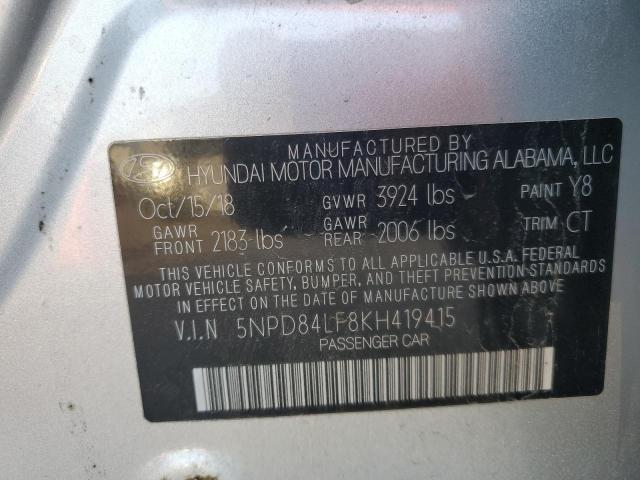 MANUFACTURED BY
HYUNDAI MOTOR MANUFACTURING ALABAMA, LLC
Oct/15/18 GVWR 3924 lbs PAINT Y8
GAWR FRONT 2183 lbs GAWR REAR 2006 lbs TRIM CT
THIS VEHICLE CONFORMS TO ALL APPLICABLE U.S.A. FEDERAL
MOTOR VEHICLE SAFETY, BUMPER, AND THEFT PREVENTION STANDARDS
IN EFFECT ON THE DATE OF MANUFACTURE SHOWN ABOVE.
V.I.N 5NPD84LF8KH419415
PASSENGER CAR